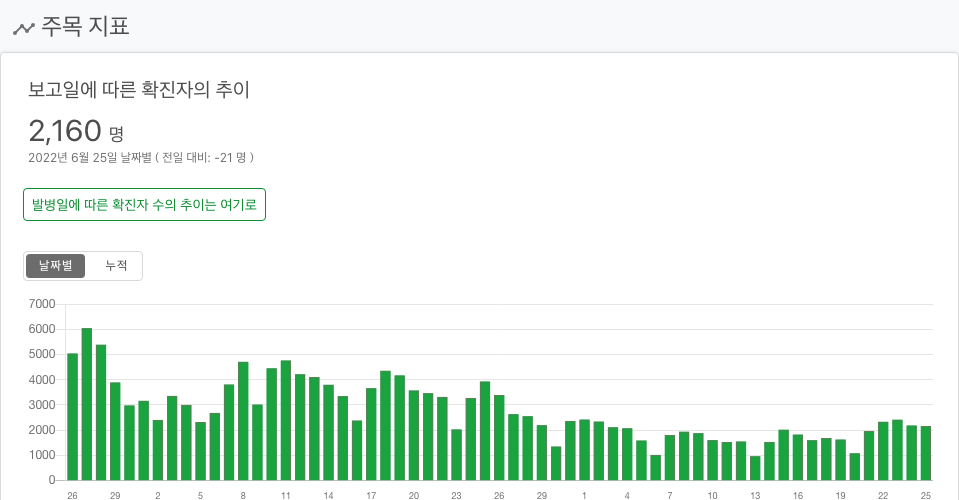 주목 지표
보고일에 따른 확진자의 추이
2,160 명
2022년 6월 25일 날짜별 ( 전일 대비: -21 명 )
발병일에 따른 확진자 수의 추이는 여기로
날짜별 누적
7000
6000
5000
4000
3000
2000
1000
0
26 29 2 5 8 11 14 17 20 23 26 29 1 4 7 10 13 16 19 22 25